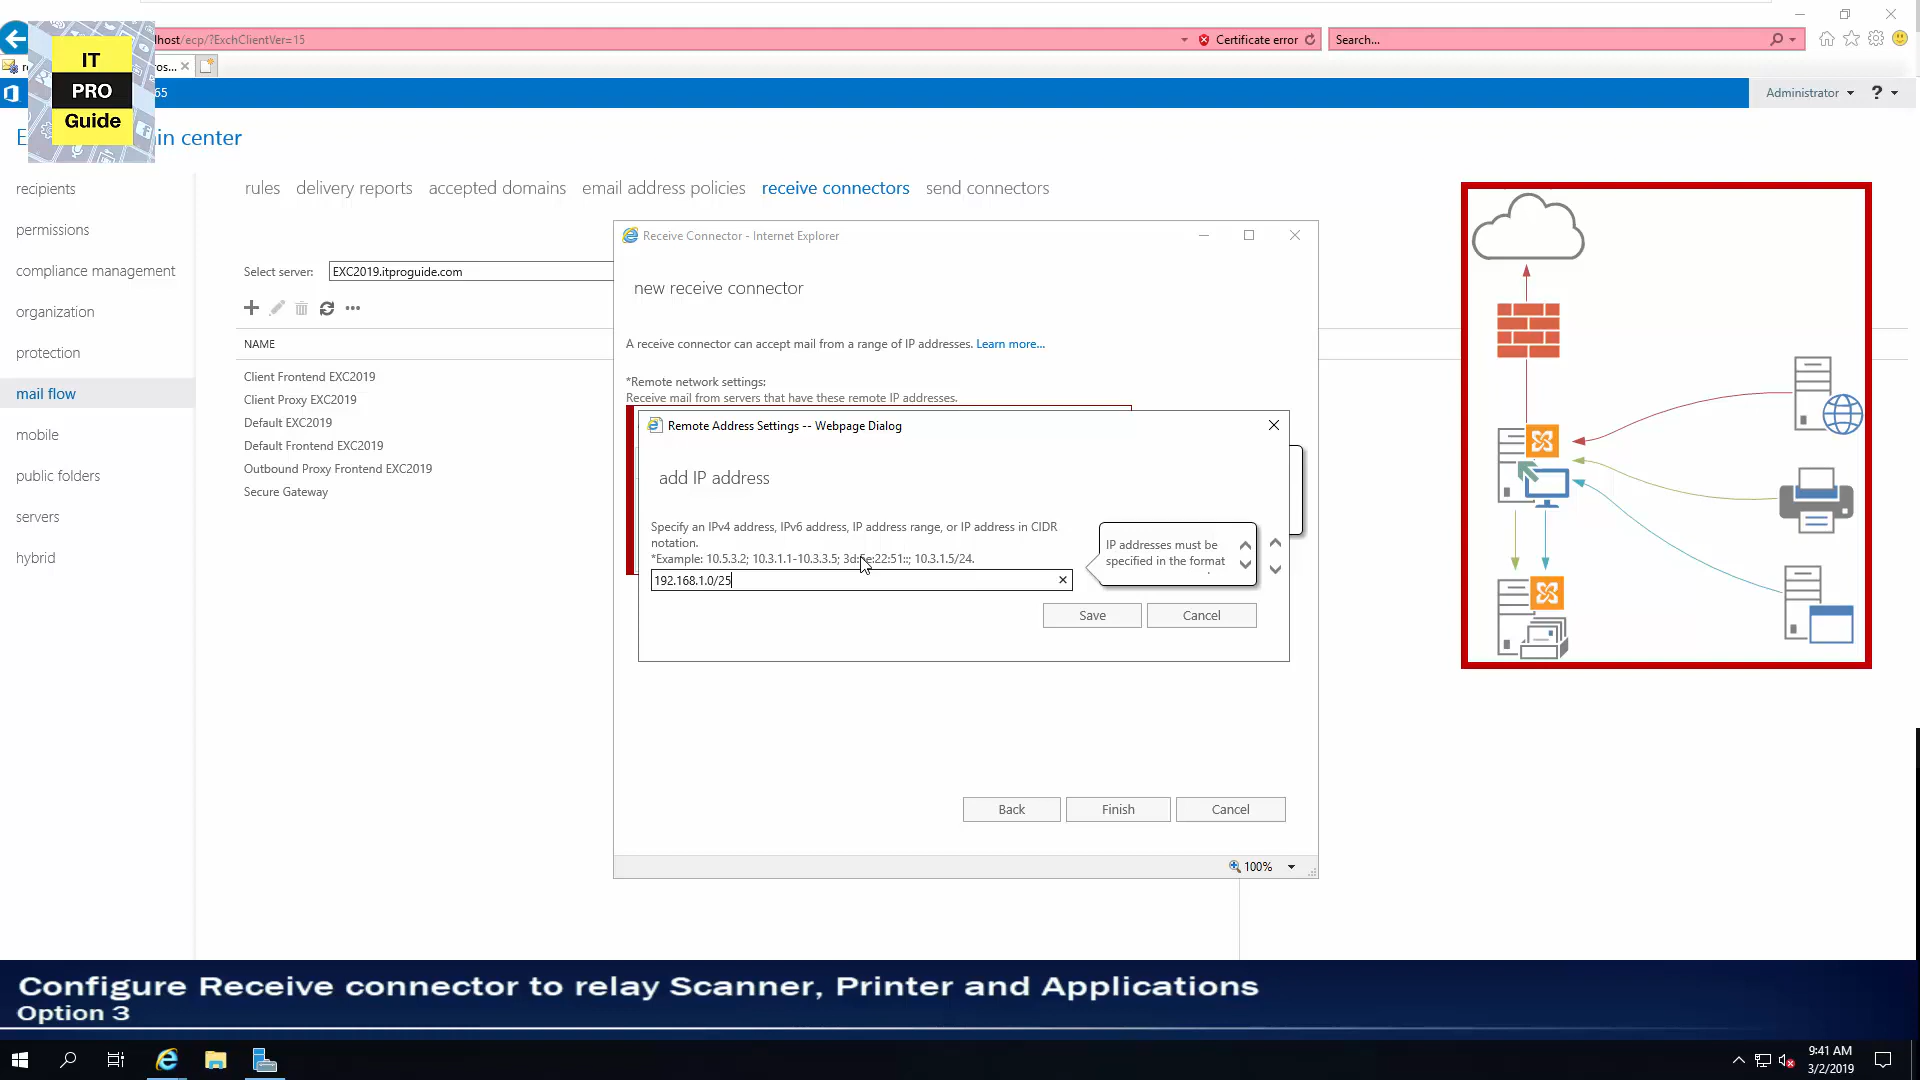 lhost/ecp/?ExchClientVer=15
Certificate error
Search...
ros...
IT
PRO
Guide
65
Administrator
?
E in center
recipients
permissions
compliance management
organization
protection
mail flow
mobile
public folders
servers
hybrid
rules delivery reports accepted domains email address policies receive connectors send connectors
Select server: EXC2019.itproguide.com
NAME
Client Frontend EXC2019
Client Proxy EXC2019
Default EXC2019
Default Frontend EXC2019
Outbound Proxy Frontend EXC2019
Secure Gateway
Receive Connector - Internet Explorer
new receive connector
A receive connector can accept mail from a range of IP addresses. Learn more...
*Remote network settings:
Receive mail from servers that have these remote IP addresses.
Remote Address Settings -- Webpage Dialog
add IP address
Specify an IPv4 address, IPv6 address, IP address range, or IP address in CIDR
notation.
*Example: 10.5.3.2; 10.3.1.1-10.3.3.5; :22:51::; 10.3.1.5/24.
192.168.1.0/25
IP addresses must be
specified in the format
Save
Cancel
Back
Finish
Cancel
100%
Configure Receive connector to relay Scanner, Printer and Applications
Option 3
9:41 AM
3/2/2019